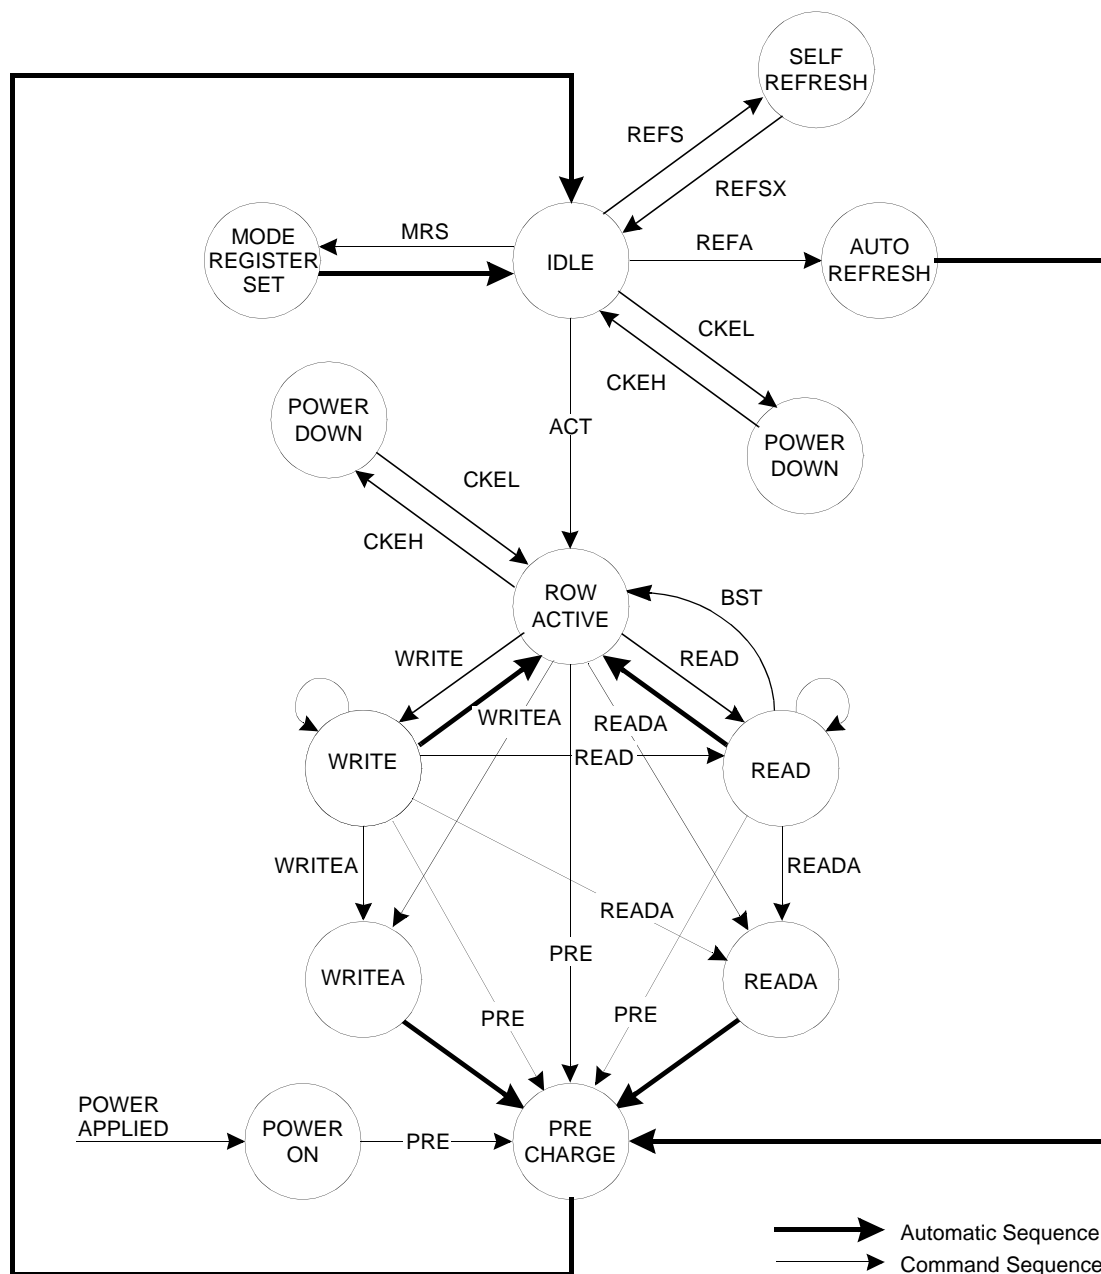 SELF
REFRESH
REFS
REFSX
MODE
REGISTER
SET
MRS
IDLE
REFA
AUTO
REFRESH
CKEL
CKEH
POWER
DOWN
POWER
DOWN
ACT
CKEL
CKEH
ROW
ACTIVE
BST
WRITE
READ
WRITEA
READA
WRITE
READ
READ
WRITEA
READA
READA
PRE
WRITEA
READA
PRE
PRE
POWER
APPLIED
POWER
ON
PRE
PRE
CHARGE
Automatic Sequence
Command Sequence